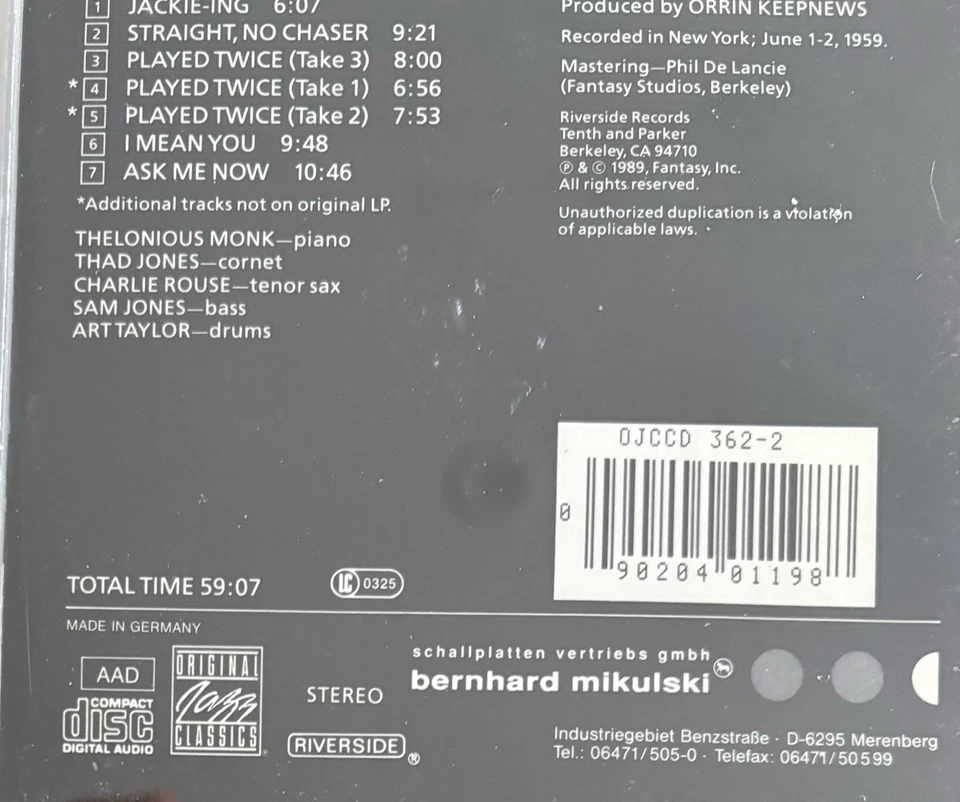 1 JACKIE-ING 6:07
2 STRAIGHT, NO CHASER 9:21
3 PLAYED TWICE (Take 3) 8:00
* 4 PLAYED TWICE (Take 1) 6:56
* 5 PLAYED TWICE (Take 2) 7:53
6 I MEAN YOU 9:48
7 ASK ME NOW 10:46
*Additional tracks not on original LP.
THELONIOUS MONK—piano
THAD JONES—cornet
CHARLIE ROUSE—tenor sax
SAM JONES—bass
ART TAYLOR—drums
Produced by ORRIN KEEPNEWS
Recorded in New York; June 1-2, 1959.
Mastering—Phil De Lancie
(Fantasy Studios, Berkeley)
Riverside Records
Tenth and Parker
Berkeley, CA 94710
℗ & © 1989, Fantasy, Inc.
All rights reserved.
Unauthorized duplication is a violation
of applicable laws.
OJCCD 362-2
0 90204 01198
TOTAL TIME 59:07
LC 0325
MADE IN GERMANY
AAD
COMPACT
disc
DIGITAL AUDIO
ORIGINAL
Jazz
CLASSICS
STEREO
RIVERSIDE ®
schallplatten vertriebs gmbh
bernhard mikulski
Industriegebiet Benzstraße · D-6295 Merenberg
Tel.: 06471/505-0 · Telefax: 06471/50599